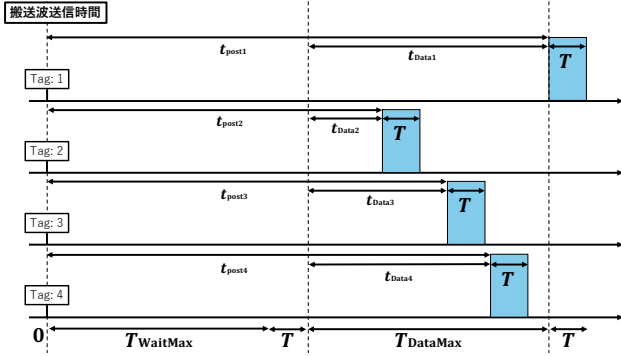 搬送波送信時間
tpost1
tData1
T
Tag: 1
tpost2
tData2
T
Tag: 2
tpost3
tData3
T
Tag: 3
tpost4
tData4
T
Tag: 4
0
TWaitMax
T
TDataMax
T